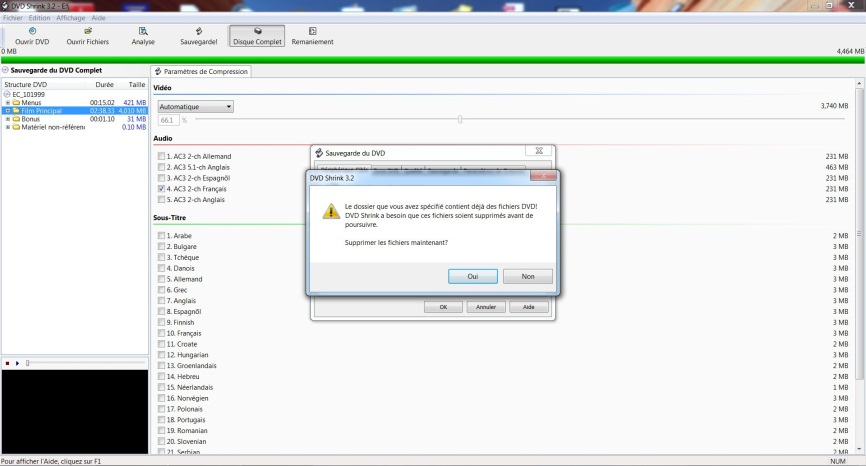 DVD Shrink 3.2 - E:\
Fichier Edition Affichage Aide
Ouvrir DVD Ouvrir Fichiers Analyse Sauvegarde! Disque Complet Remaniement
0 MB 4,464 MB
Sauvegarde du DVD Complet
Structure DVD Durée Taille
EC_101999
Menus 00:15.02 421 MB
Film Principal 02:38.33 4,010 MB
Bonus 00:01.10 31 MB
Matériel non-référen 0.10 MB
Paramètres de Compression
Vidéo
Automatique 3,740 MB
66.1 %
Audio
1. AC3 2-ch Allemand 231 MB
2. AC3 5.1-ch Anglais 463 MB
3. AC3 2-ch Espagnõl 231 MB
4. AC3 2-ch Français 231 MB
5. AC3 2-ch Anglais 231 MB
Sous-Titre
1. Arabe 2 MB
2. Bulgare 3 MB
3. Tchèque 3 MB
4. Danois 3 MB
5. Allemand 3 MB
6. Grec 3 MB
7. Anglais 3 MB
8. Espagnõl 3 MB
9. Finnish 3 MB
10. Français 3 MB
11. Croate 2 MB
12. Hungarian 3 MB
13. Groenlandais 2 MB
14. Hebreu 2 MB
15. Néerlandais 1 MB
16. Norvégien 3 MB
17. Polonais 2 MB
18. Portugais 3 MB
19. Romanian 2 MB
20. Slovenian 2 MB
21. Serbian 2 MB
Sauvegarde du DVD
DVD Shrink 3.2
Le dossier que vous avez spécifié contient déjà des fichiers DVD!
DVD Shrink a besoin que ces fichiers soient supprimés avant de
poursuivre.
Supprimer les fichiers maintenant?
Oui Non
OK Annuler Aide
Pour afficher l'Aide, cliquez sur F1 NUM